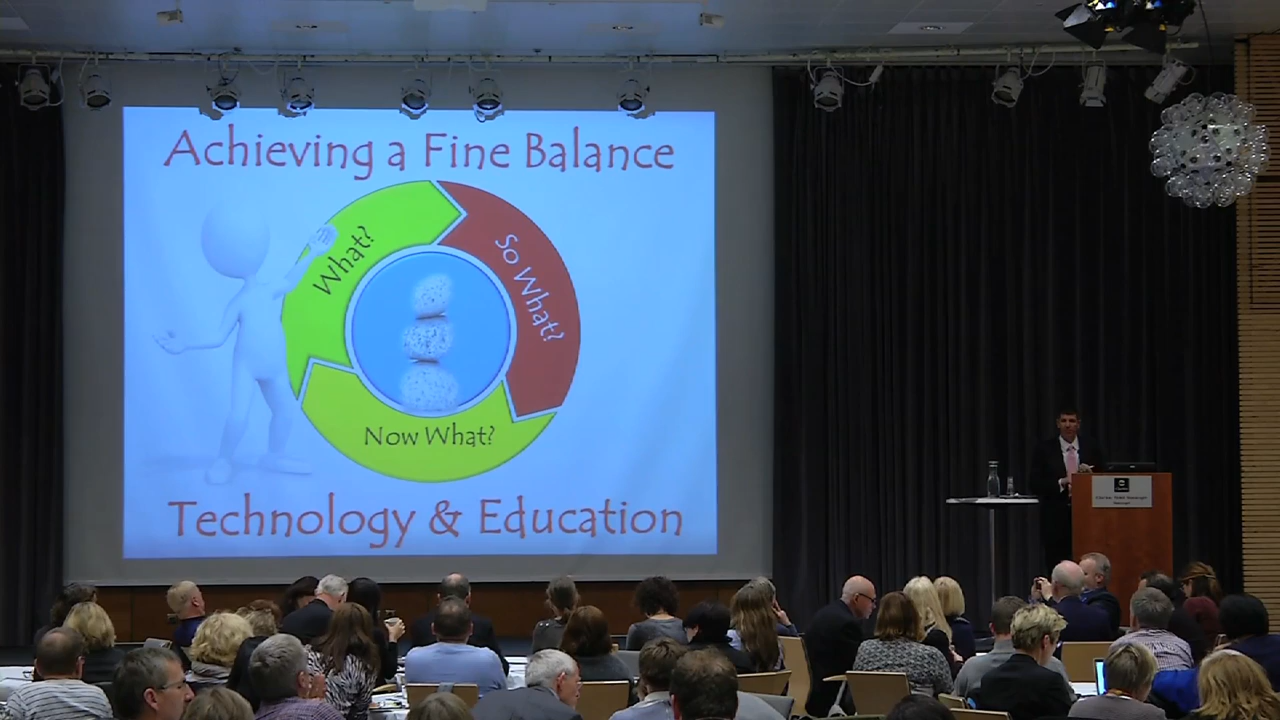 Achieving a Fine Balance
What?
So What?
Now What?
Technology & Education